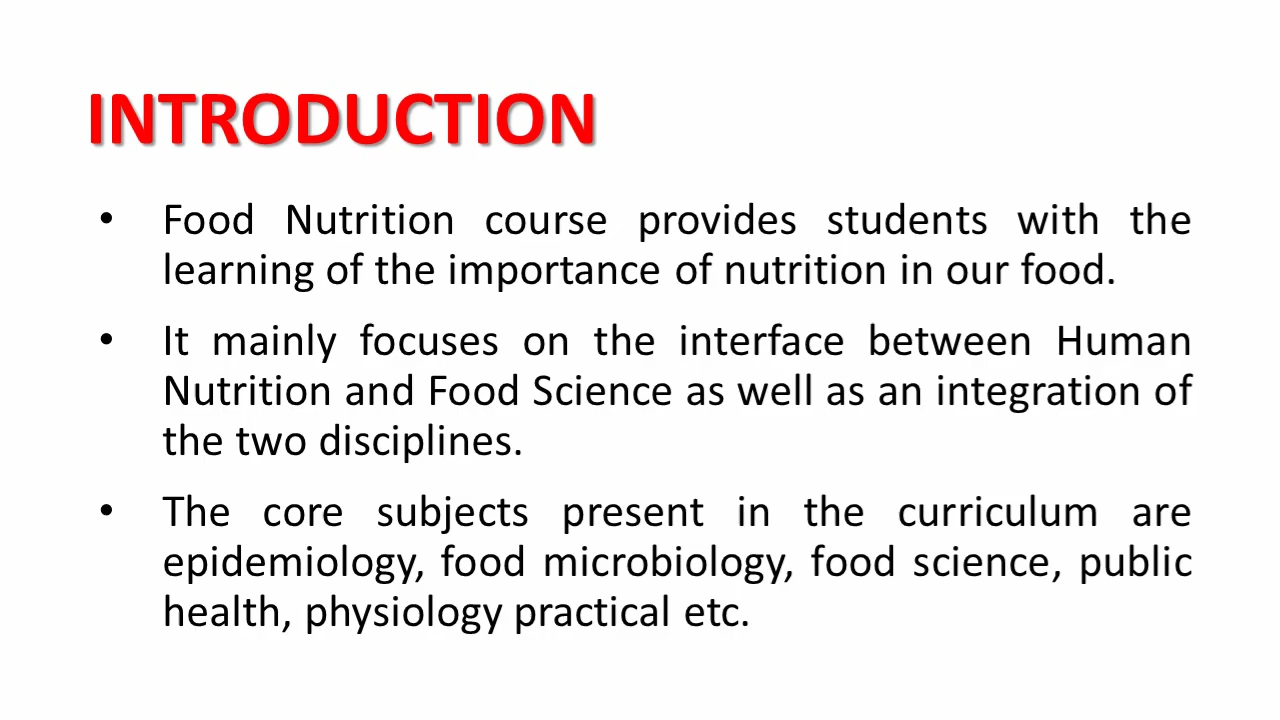 INTRODUCTION
• Food Nutrition course provides students with the
learning of the importance of nutrition in our food.
• It mainly focuses on the interface between Human
Nutrition and Food Science as well as an integration of
the two disciplines.
• The core subjects present in the curriculum are
epidemiology, food microbiology, food science, public
health, physiology practical etc.